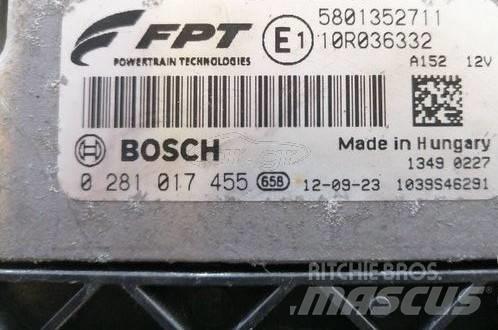 FPT
POWERTRAIN TECHNOLOGIES
E1
5801352711
10R036332
A152 12V
BOSCH
Made in Hungary
1349 0227
0 281 017 455 65B 12-09-23 1039S46291
RITCHIE BROS.
MASCUS